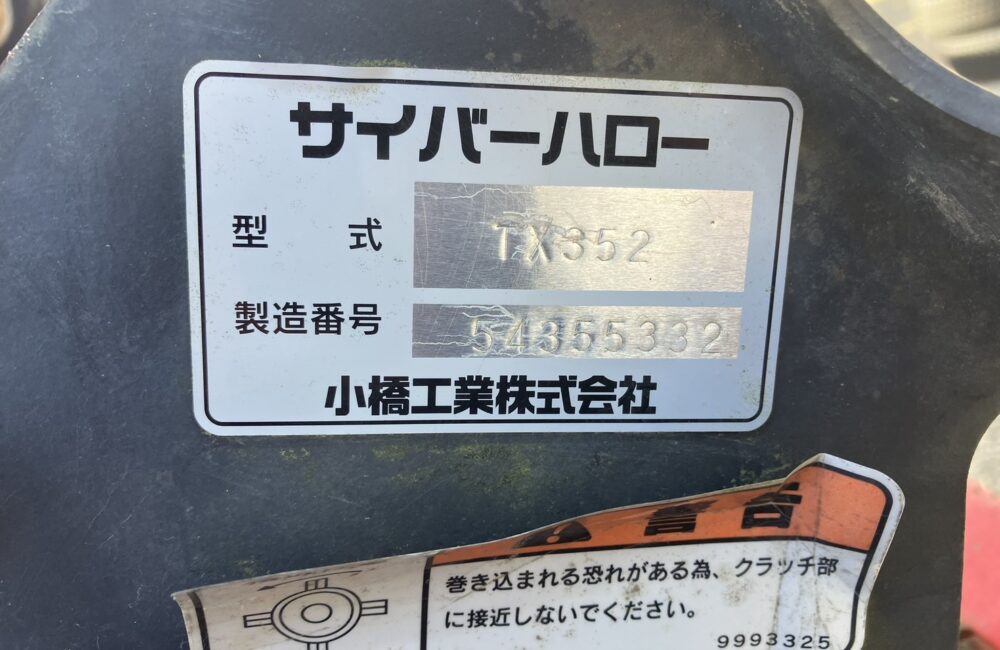 サイバーハロー
型式 TX352
製造番号 54355332
小橋工業株式会社
巻き込まれる恐れがある為、クラッチ部
に接近しないでください。
9993325